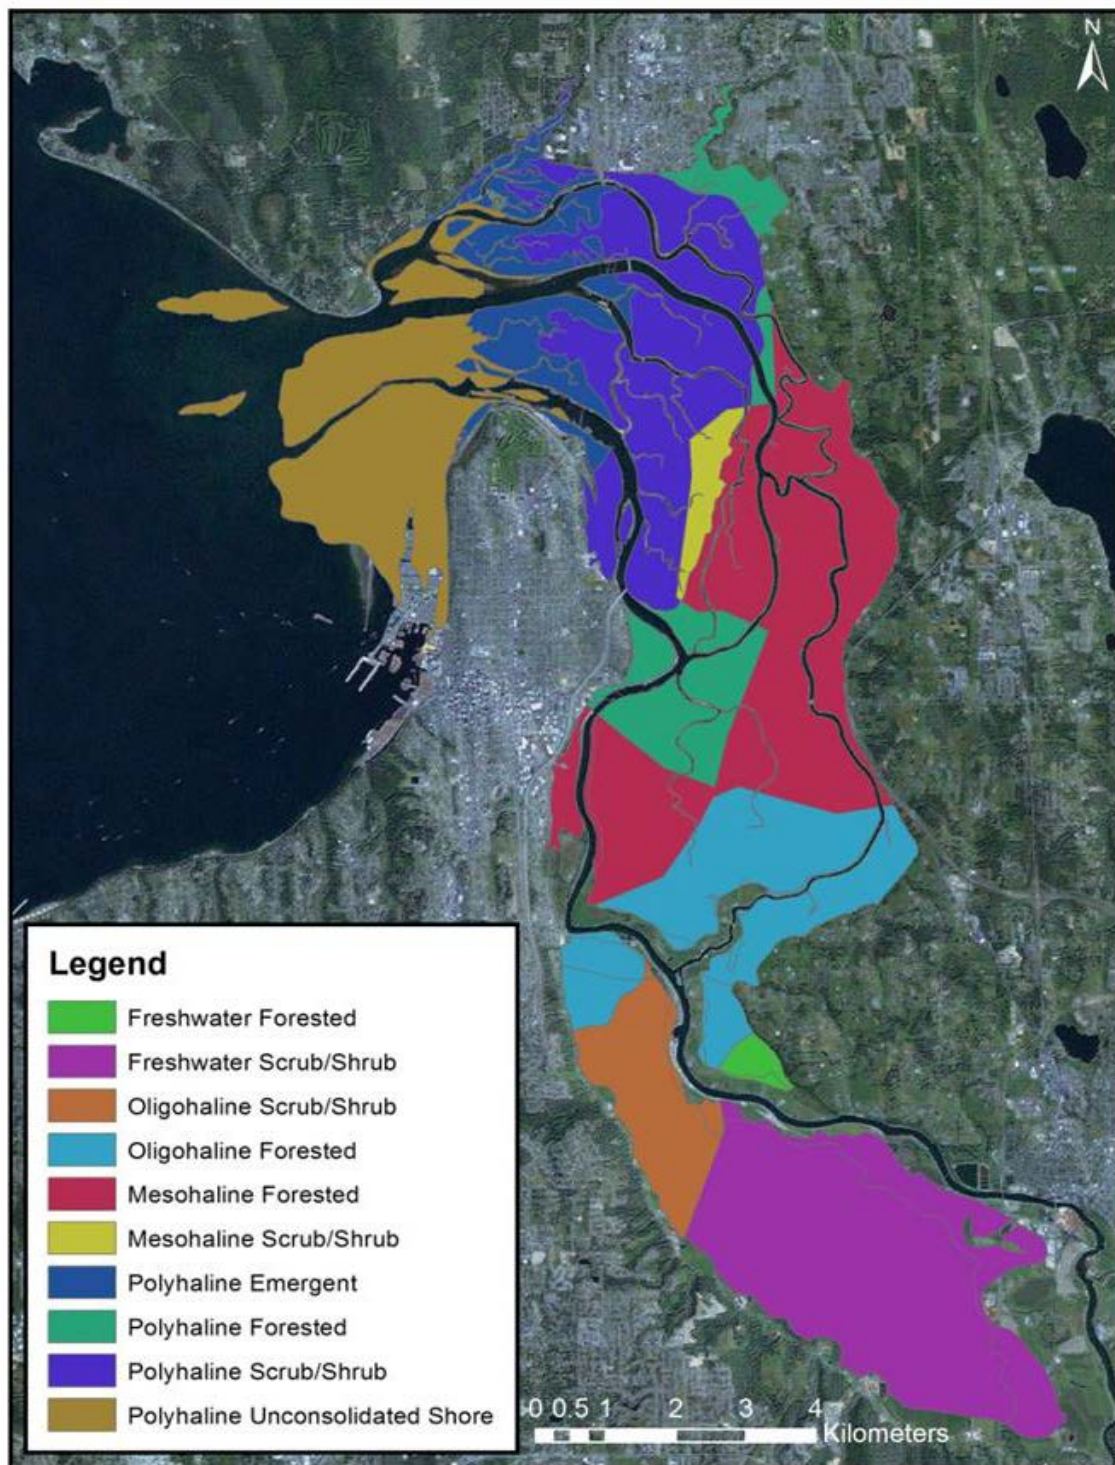 N
Legend
Freshwater Forested
Freshwater Scrub/Shrub
Oligohaline Scrub/Shrub
Oligohaline Forested
Mesohaline Forested
Mesohaline Scrub/Shrub
Polyhaline Emergent
Polyhaline Forested
Polyhaline Scrub/Shrub
Polyhaline Unconsolidated Shore
0 0.5 1 2 3 4
Kilometers